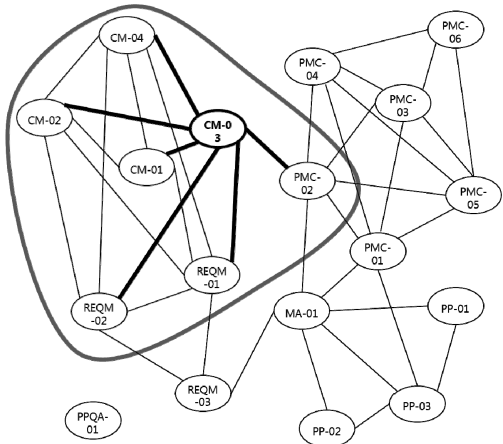 PMC-
06
CM-04
PMC-
04
PMC-
03
CM-02
CM-0
3
CM-01
PMC-
02
PMC-
05
PMC-
01
REQM
-01
REQM
-02
MA-01
PP-01
REQM
-03
PP-03
PPQA-
01
PP-02